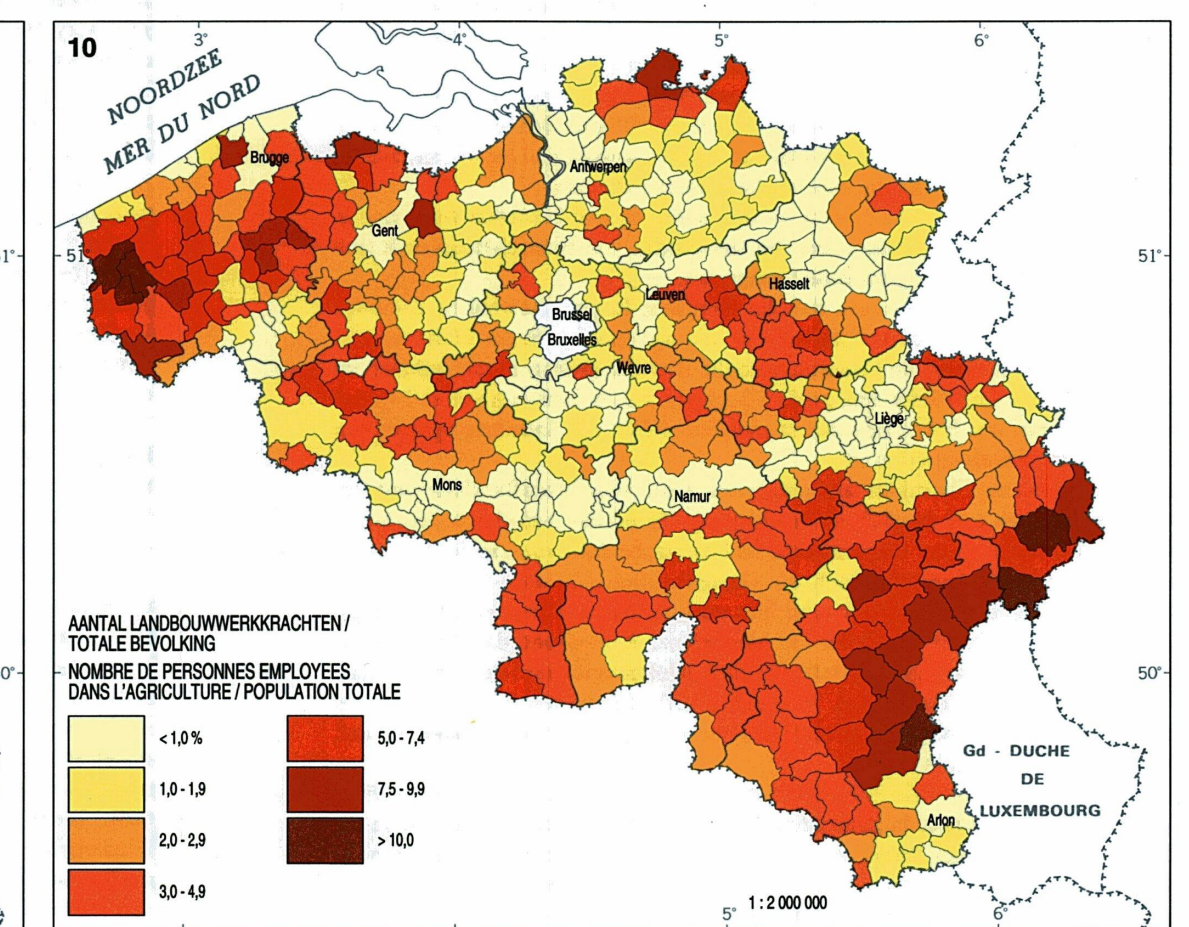 10
3°
4°
5°
6°
NOORDZEE
MER DU NORD
Brugge
Antwerpen
Gent
1°
51°
51°
Hasselt
Leuven
Brussel
Bruxelles
Wavre
Liège
Mons
Namur
AANTAL LANDBOUWWERKKRACHTEN /
TOTALE BEVOLKING
NOMBRE DE PERSONNES EMPLOYEES
DANS L'AGRICULTURE / POPULATION TOTALE
0°
50°
< 1,0 %
5,0 - 7,4
1,0 - 1,9
7,5 - 9,9
2,0 - 2,9
> 10,0
3,0 - 4,9
Gd - DUCHE
DE
LUXEMBOURG
Arlon
1 : 2 000 000
5°
6°